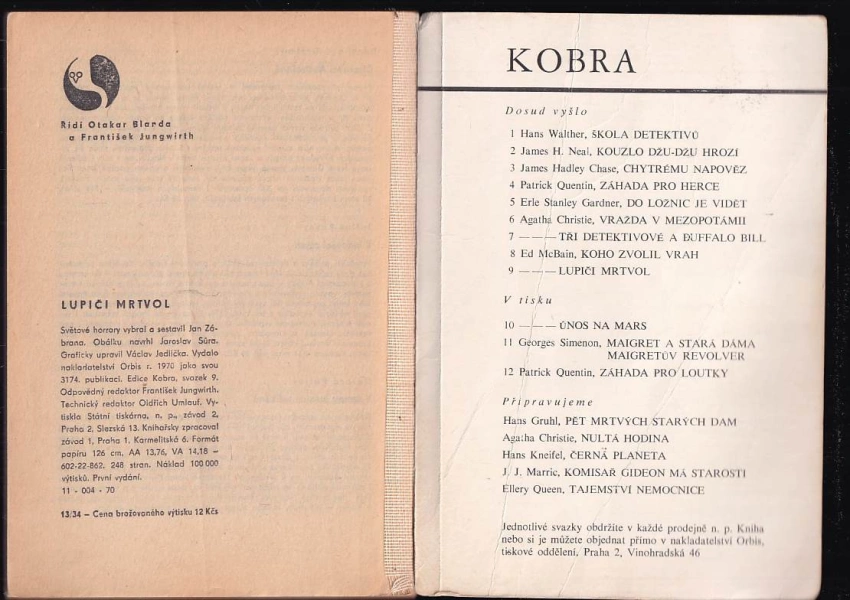 Řídí Otakar Blanda
a František Jungwirth
LUPIČI MRTVOL
Světové horrory vybral a sestavil Jan Zá-
brana. Obálku navrhl Jaroslav Sůra.
Graficky upravil Václav Jedlička. Vydalo
nakladatelství Orbis r. 1970 jako svou
3174. publikaci. Edice Kobra, svazek 9.
Odpovědný redaktor František Jungwirth.
Technický redaktor Oldřich Umlauf. Vy-
tiskla Státní tiskárna, n. p., závod 2,
Praha 2, Slezská 13. Knihařsky zpracoval
závod 1, Praha 1. Karmelitská 6. Formát
papíru 126 cm. AA 13,76, VA 14,18 –
602-22-862. 248 stran. Náklad 100 000
výtisků. První vydání.
11 - 004 - 70
13/34 – Cena brožovaného výtisku 12 Kčs
KOBRA
Dosud vyšlo
1 Hans Walther, ŠKOLA DETEKTIVŮ
2 James H. Neal, KOUZLO DŽU-DŽU HROZÍ
3 James Hadley Chase, CHYTRÉMU NAPOVĚZ
4 Patrick Quentin, ZÁHADA PRO HERCE
5 Erle Stanley Gardner, DO LOŽNIC JE VIDĚT
6 Agatha Christie, VRAŽDA V MEZOPOTÁMII
7 — — — TŘI DETEKTIVOVÉ A BUFFALO BILL
8 Ed McBain, KOHO ZVOLIL VRAH
9 — — — LUPIČI MRTVOL
V tisku
10 — — — ÚNOS NA MARS
11 Georges Simenon, MAIGRET A STARÁ DÁMA
MAIGRETŮV REVOLVER
12 Patrick Quentin, ZÁHADA PRO LOUTKY
Připravujeme
Hans Gruhl, PĚT MRTVÝCH STARÝCH DAM
Agatha Christie, NULTÁ HODINA
Hans Kneifel, ČERNÁ PLANETA
J. J. Marric, KOMISAŘ GIDEON MÁ STAROSTI
Ellery Queen, TAJEMSTVÍ NEMOCNICE
Jednotlivé svazky obdržíte v každé prodejně n. p. Kniha
nebo si je můžete objednat přímo v nakladatelství Orbis,
tiskové oddělení, Praha 2, Vinohradská 46